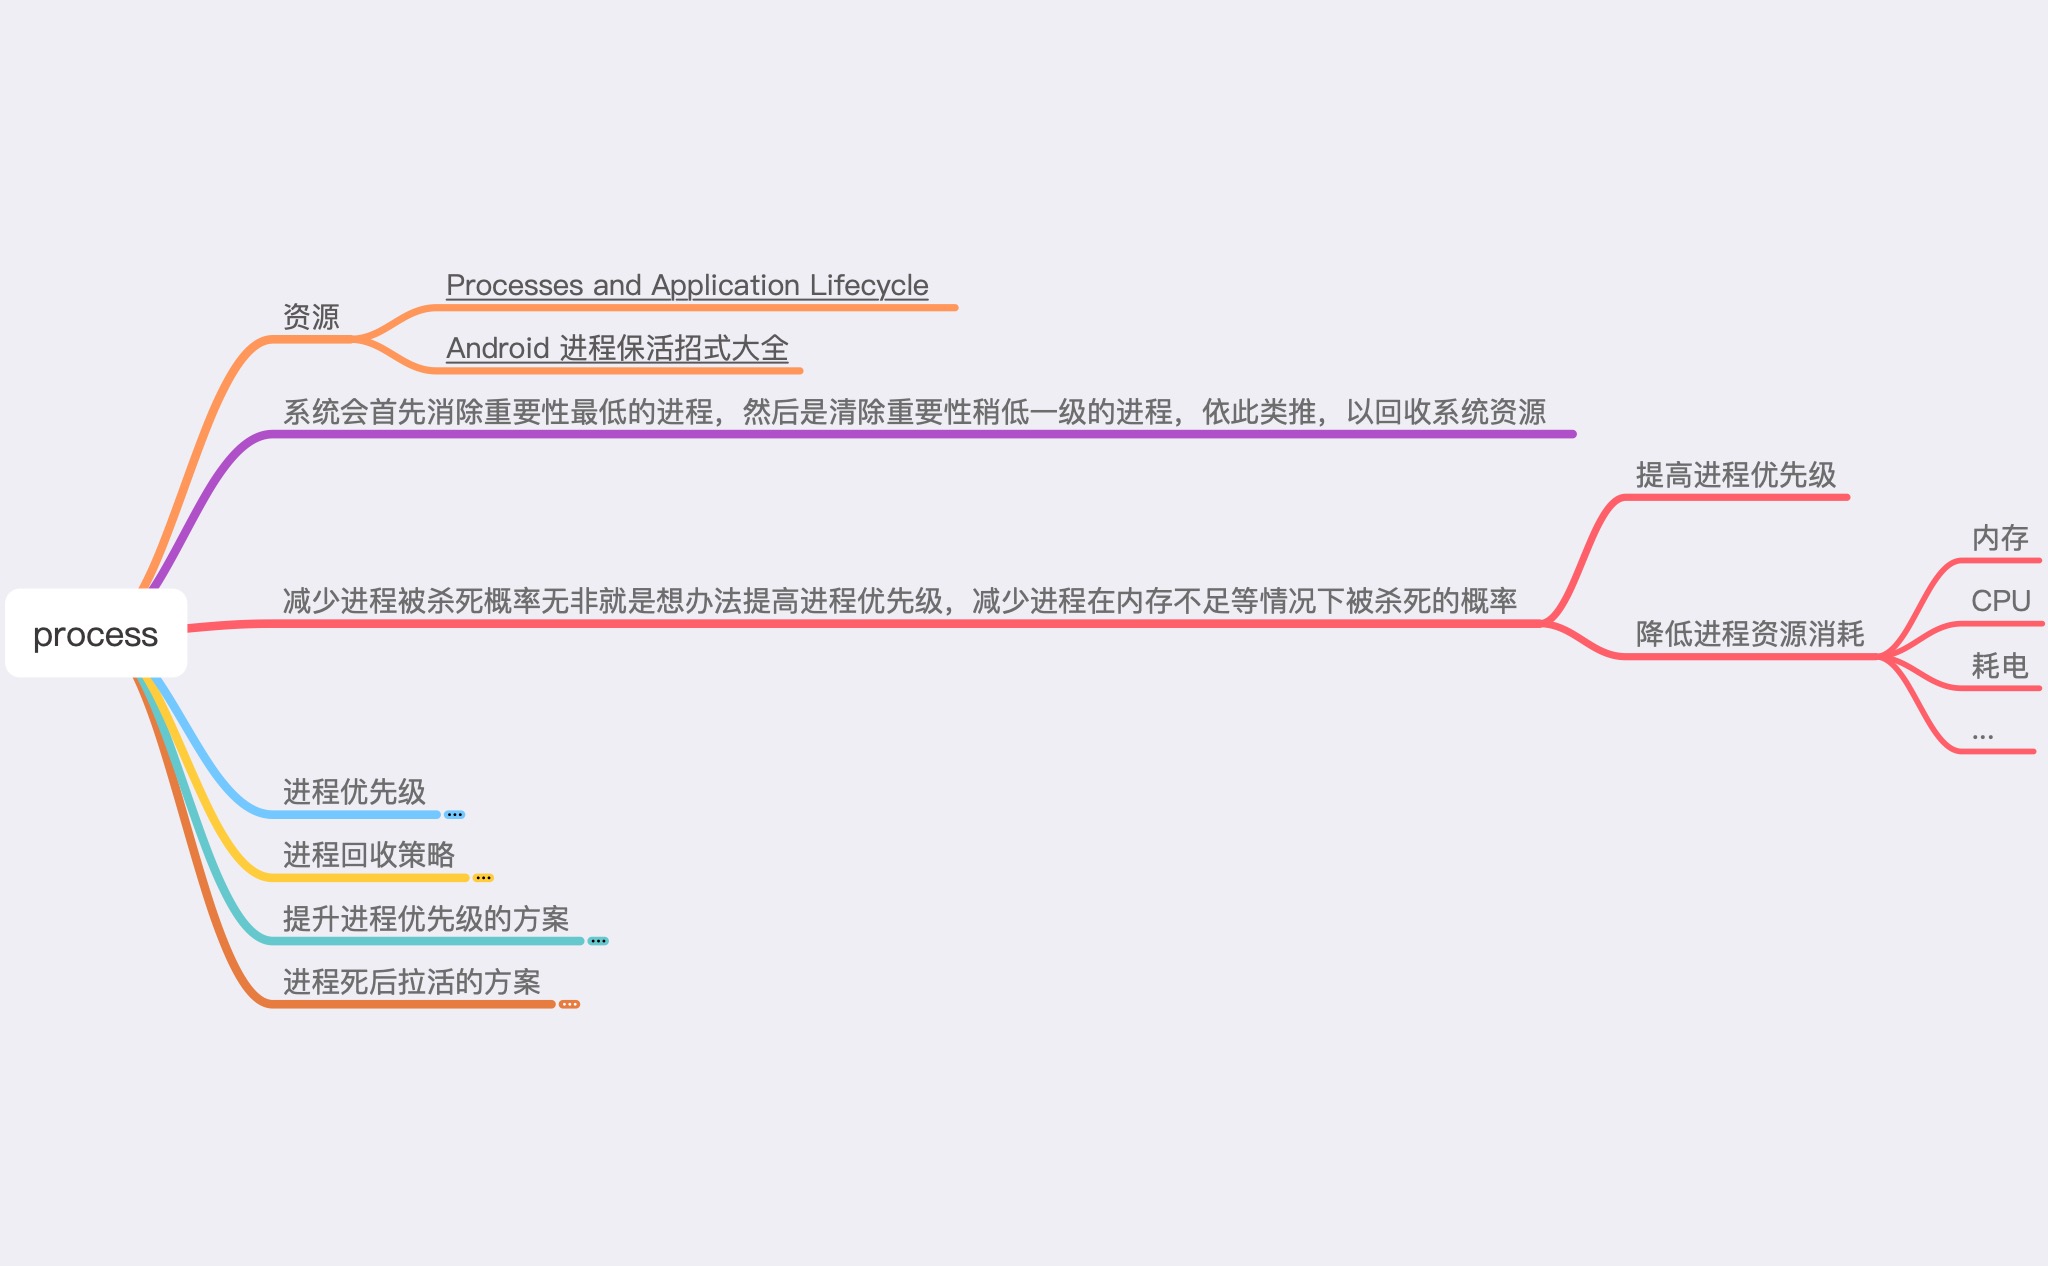 process
资源
Processes and Application Lifecycle
Android 进程保活招式大全
系统会首先消除重要性最低的进程，然后是清除重要性稍低一级的进程，依此类推，以回收系统资源
减少进程被杀死概率无非就是想办法提高进程优先级，减少进程在内存不足等情况下被杀死的概率
提高进程优先级
降低进程资源消耗
内存
CPU
耗电
...
进程优先级
进程回收策略
提升进程优先级的方案
进程死后拉活的方案